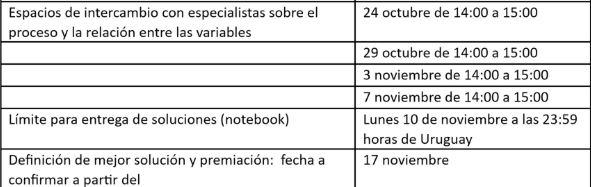 Espacios de intercambio con especialistas sobre el
proceso y la relación entre las variables
24 octubre de 14:00 a 15:00
29 octubre de 14:00 a 15:00
3 noviembre de 14:00 a 15:00
7 noviembre de 14:00 a 15:00
Límite para entrega de soluciones (notebook)
Lunes 10 de noviembre a las 23:59
horas de Uruguay
Definición de mejor solución y premiación:  fecha a
confirmar a partir del
17 noviembre